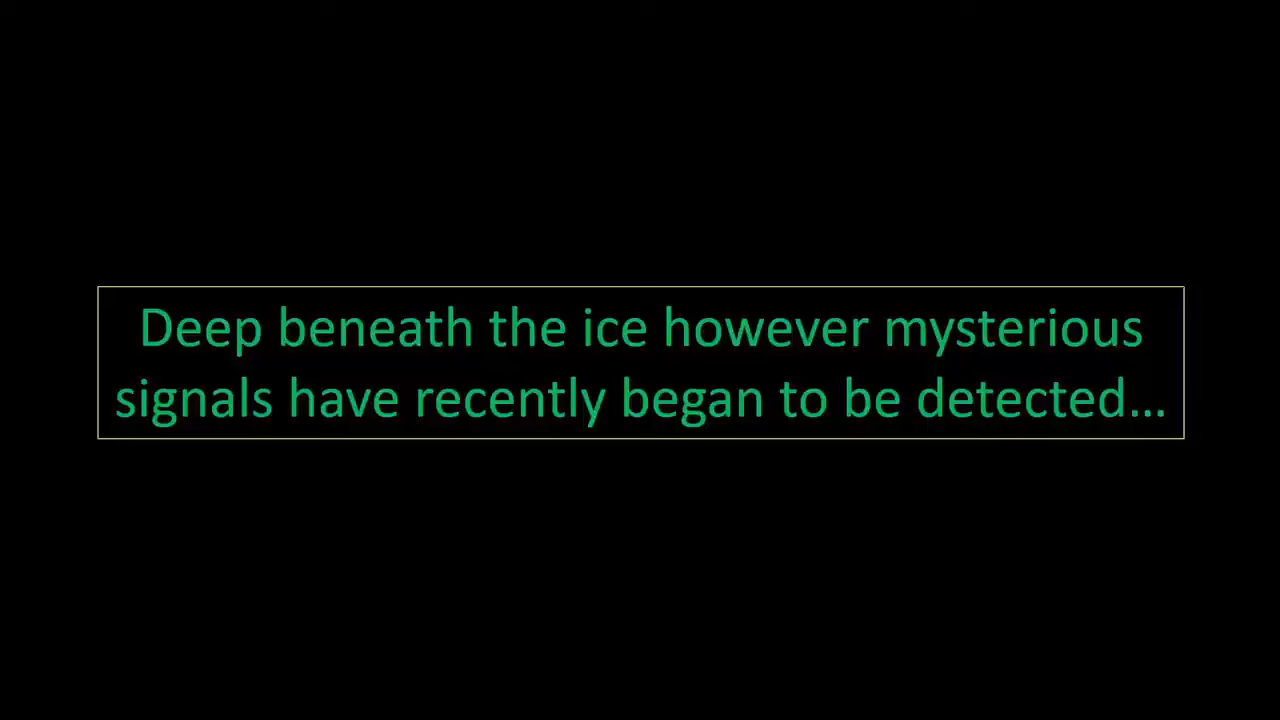 Deep beneath the ice however mysterious
signals have recently began to be detected...